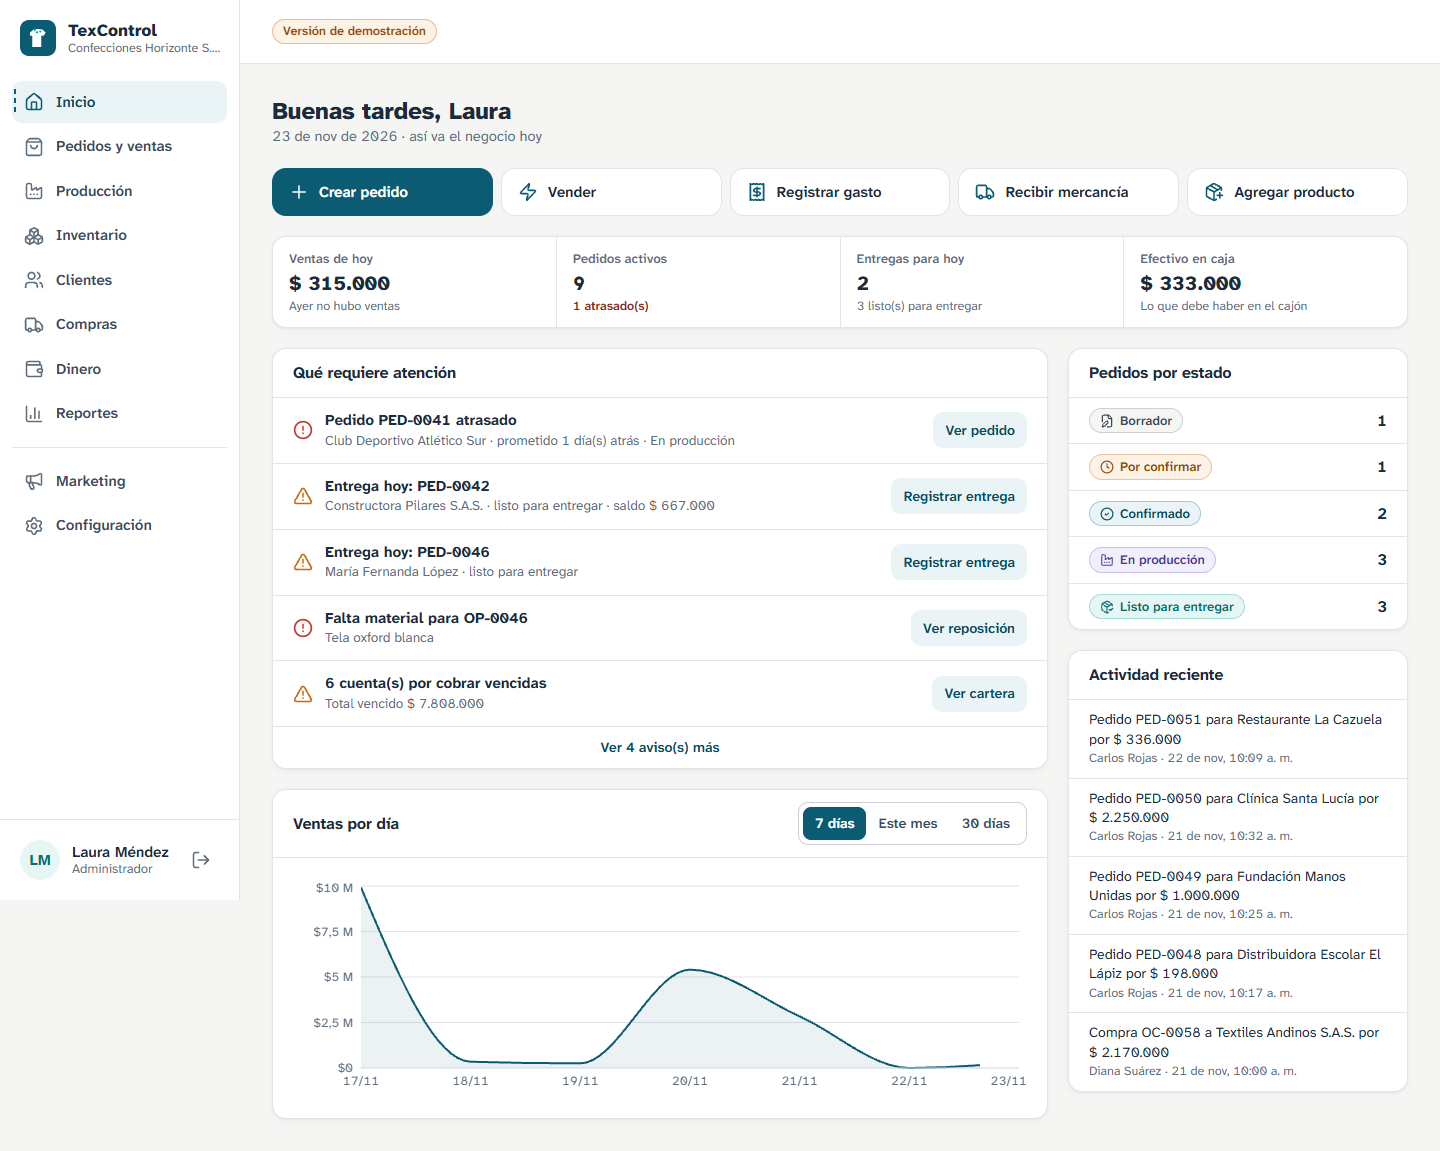 TexControl
Confecciones Horizonte S....
Inicio
Pedidos y ventas
Producción
Inventario
Clientes
Compras
Dinero
Reportes
Marketing
Configuración
LM
Laura Méndez
Administrador
Versión de demostración
Buenas tardes, Laura
23 de nov de 2026 · así va el negocio hoy
Crear pedido
Vender
Registrar gasto
Recibir mercancía
Agregar producto
Ventas de hoy
$ 315.000
Ayer no hubo ventas
Pedidos activos
9
1 atrasado(s)
Entregas para hoy
2
3 listo(s) para entregar
Efectivo en caja
$ 333.000
Lo que debe haber en el cajón
Qué requiere atención
Pedido PED-0041 atrasado
Club Deportivo Atlético Sur · prometido 1 día(s) atrás · En producción
Ver pedido
Entrega hoy: PED-0042
Constructora Pilares S.A.S. · listo para entregar · saldo $ 667.000
Registrar entrega
Entrega hoy: PED-0046
María Fernanda López · listo para entregar
Registrar entrega
Falta material para OP-0046
Tela oxford blanca
Ver reposición
6 cuenta(s) por cobrar vencidas
Total vencido $ 7.808.000
Ver cartera
Ver 4 aviso(s) más
Ventas por día
7 días
Este mes
30 días
$10 M
$7,5 M
$5 M
$2,5 M
$0
17/11
18/11
19/11
20/11
21/11
22/11
23/11
Pedidos por estado
Borrador 1
Por confirmar 1
Confirmado 2
En producción 3
Listo para entregar 3
Actividad reciente
Pedido PED-0051 para Restaurante La Cazuela
por $ 336.000
Carlos Rojas · 22 de nov, 10:09 a. m.
Pedido PED-0050 para Clínica Santa Lucía por
$ 2.250.000
Carlos Rojas · 21 de nov, 10:32 a. m.
Pedido PED-0049 para Fundación Manos
Unidas por $ 1.000.000
Carlos Rojas · 21 de nov, 10:25 a. m.
Pedido PED-0048 para Distribuidora Escolar El
Lápiz por $ 198.000
Carlos Rojas · 21 de nov, 10:17 a. m.
Compra OC-0058 a Textiles Andinos S.A.S. por
$ 2.170.000
Diana Suárez · 21 de nov, 10:00 a. m.